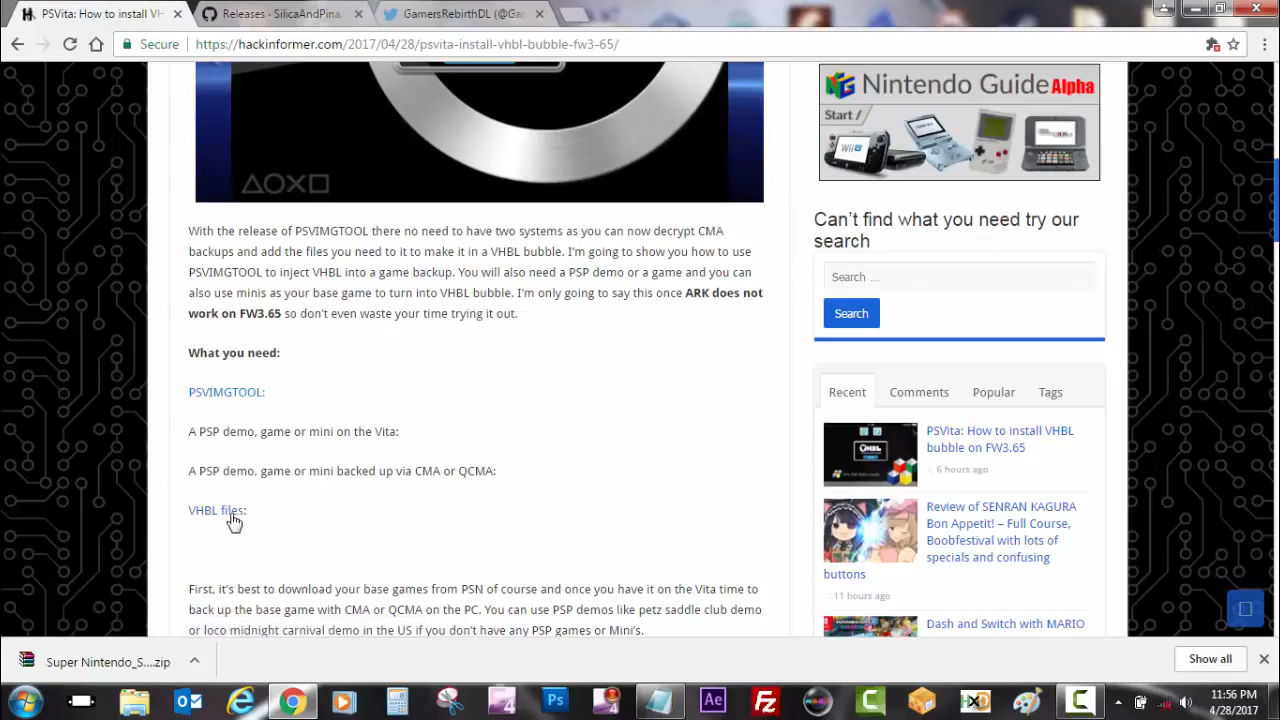 PSVita: How to install VH
Releases - SilicaAndPina
GamersRebirthDL (@Ga
Secure
https://hackinformer.com/2017/04/28/psvita-install-vhbl-bubble-fw3-65/
Nintendo Guide Alpha
Start /
Wii U
Can't find what you need try our
search
Search ...
Search
With the release of PSVIMGTOOL there no need to have two systems as you can now decrypt CMA
backups and add the files you need to it to make it in a VHBL bubble. I'm going to show you how to use
PSVIMGTOOL to inject VHBL into a game backup. You will also need a PSP demo or a game and you can
also use minis as your base game to turn into VHBL bubble. I'm only going to say this once ARK does not
work on FW3.65 so don't even waste your time trying it out.
What you need:
PSVIMGTOOL:
A PSP demo, game or mini on the Vita:
A PSP demo, game or mini backed up via CMA or QCMA:
VHBL files:
First, it's best to download your base games from PSN of course and once you have it on the Vita time to
back up the base game with CMA or QCMA on the PC. You can use PSP demos like petz saddle club demo
or loco midnight carnival demo in the US if you don't have any PSP games or Mini's.
Recent
Comments
Popular
Tags
PSVita: How to install VHBL
bubble on FW3.65
6 hours ago
Review of SENRAN KAGURA
Bon Appetit! – Full Course,
Boobfestival with lots of
specials and confusing
buttons
11 hours ago
Dash and Switch with MARIO
Super Nintendo_S....zip
Show all
Ps
Ae
11:56 PM
4/28/2017